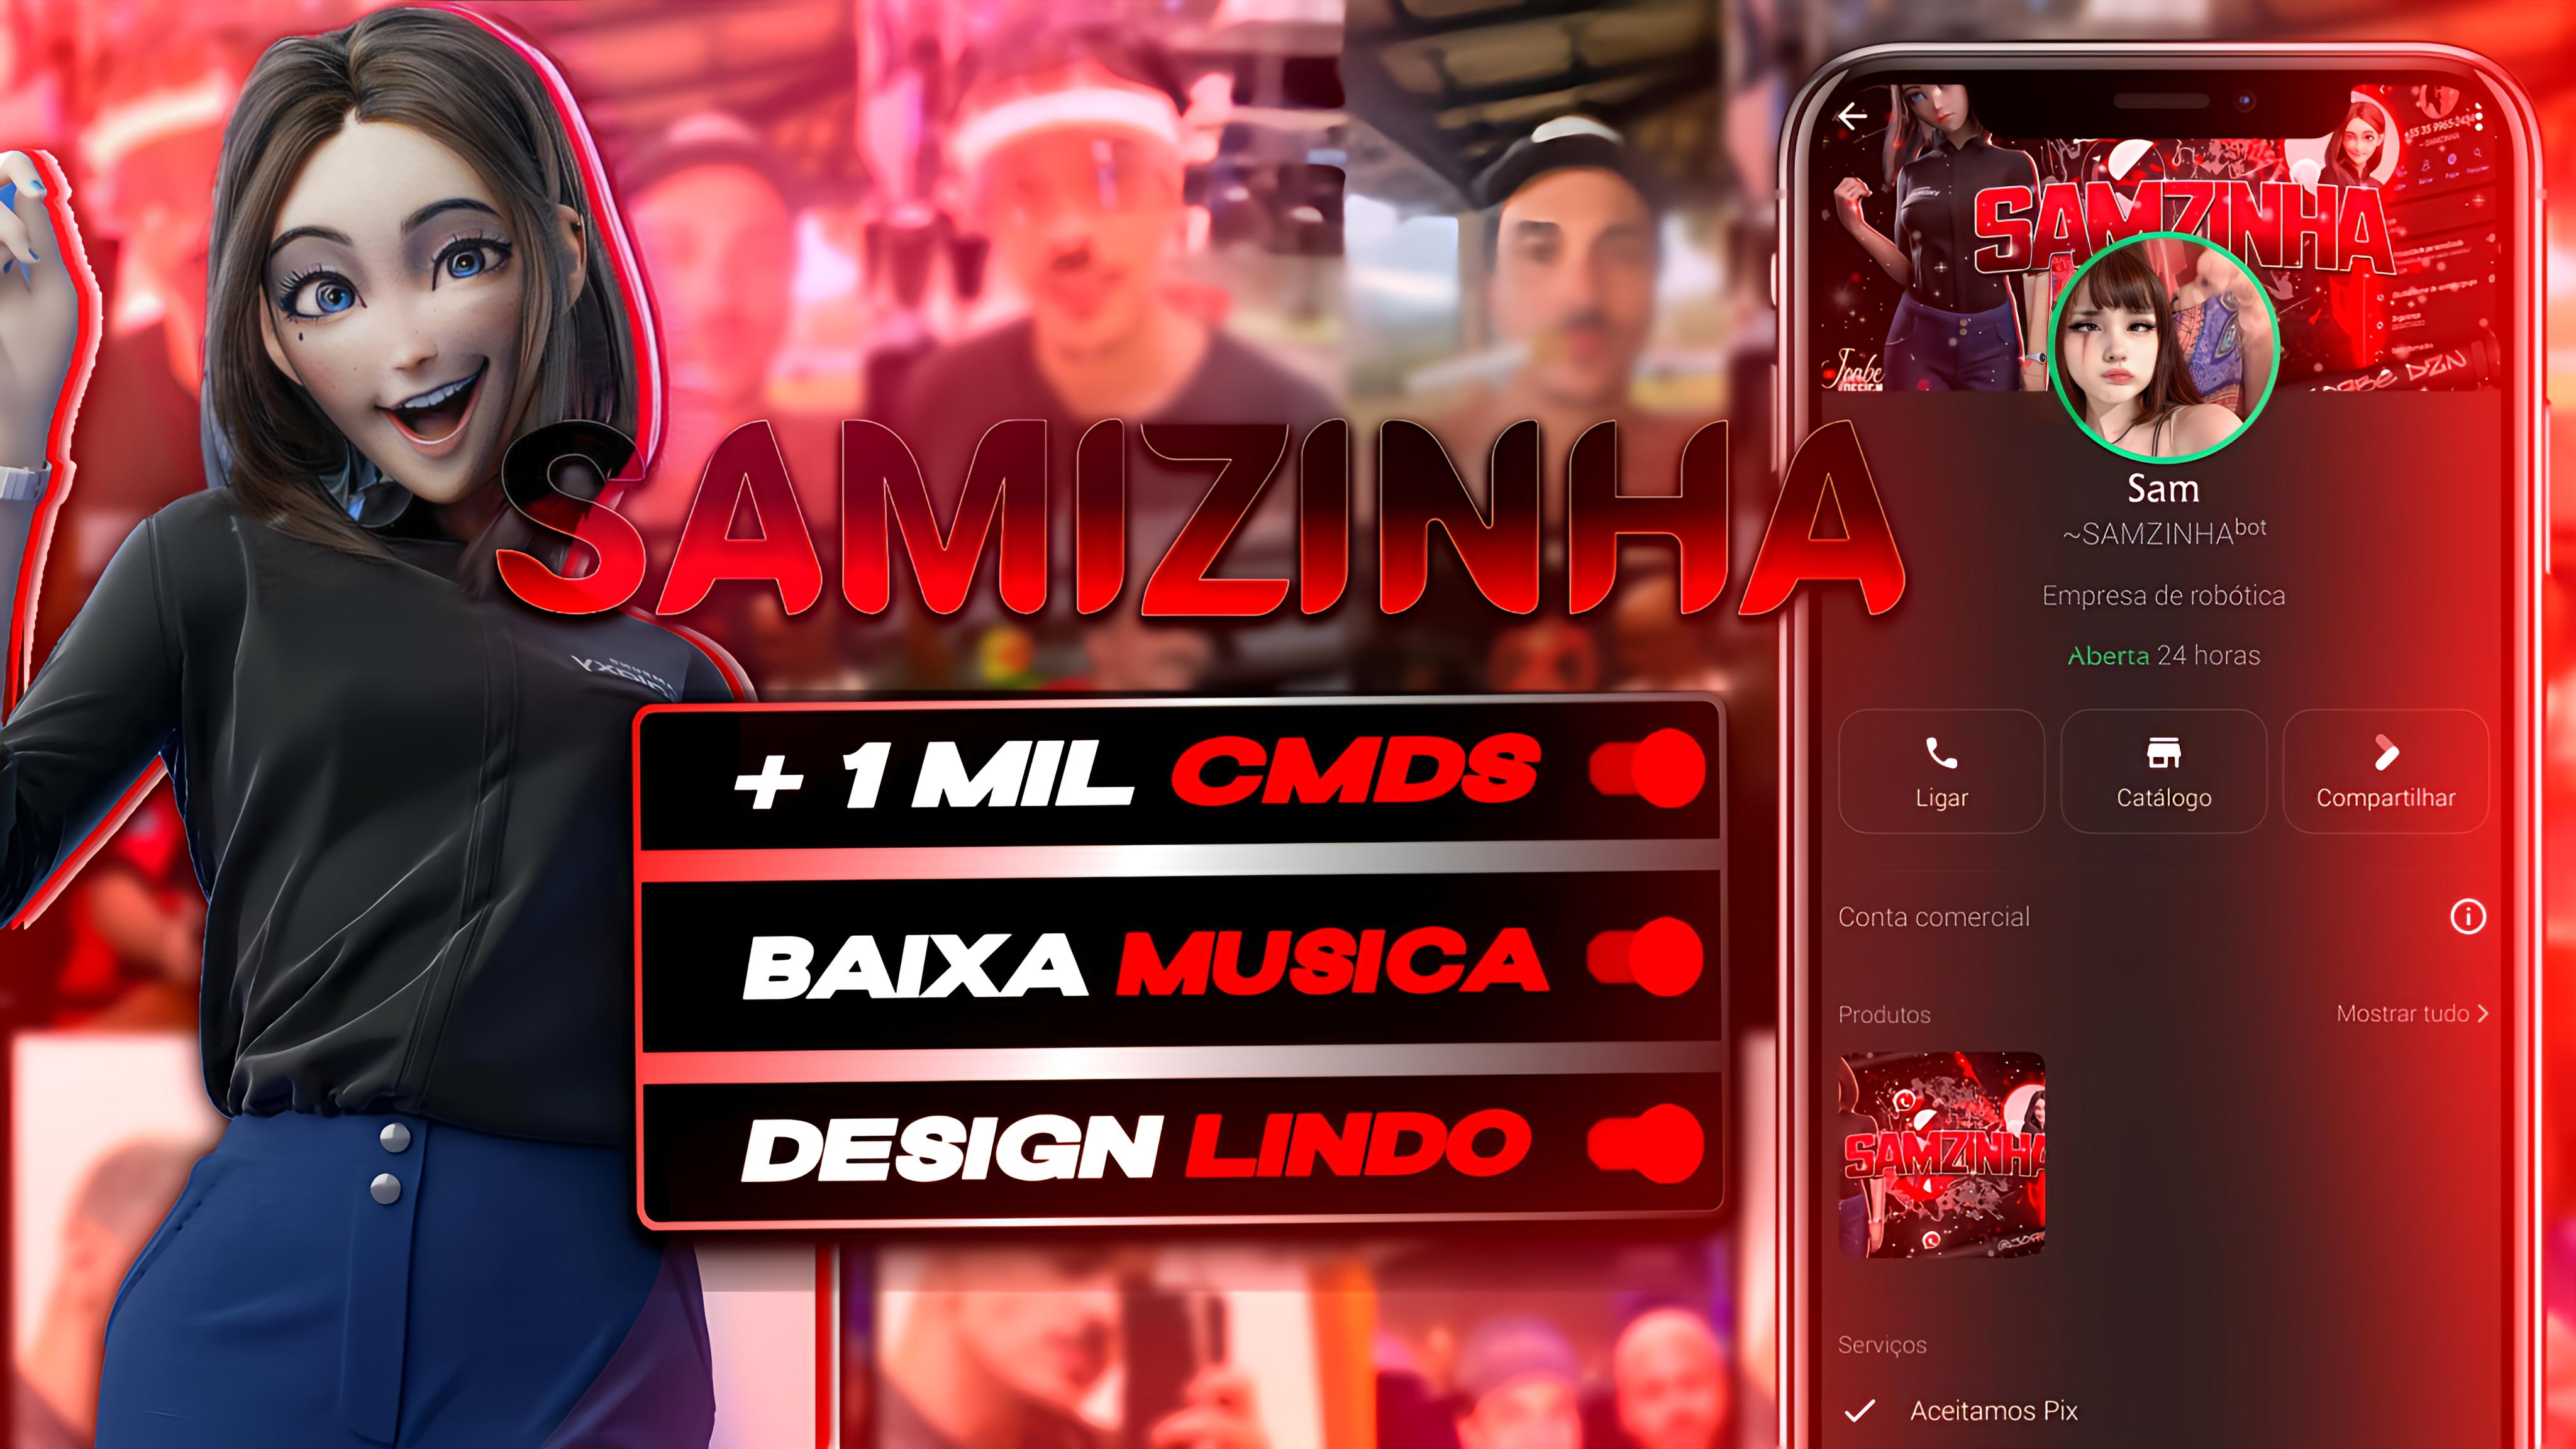 SAMIZINHA
+ 1 MIL CMDS
BAIXA MUSICA
DESIGN LINDO
SAMZINHA
Sam
~SAMZINHAbot
Empresa de robótica
Aberta 24 horas
Ligar
Catálogo
Compartilhar
Conta comercial
Produtos
Mostrar tudo
SAMZINHA
Serviços
Aceitamos Pix